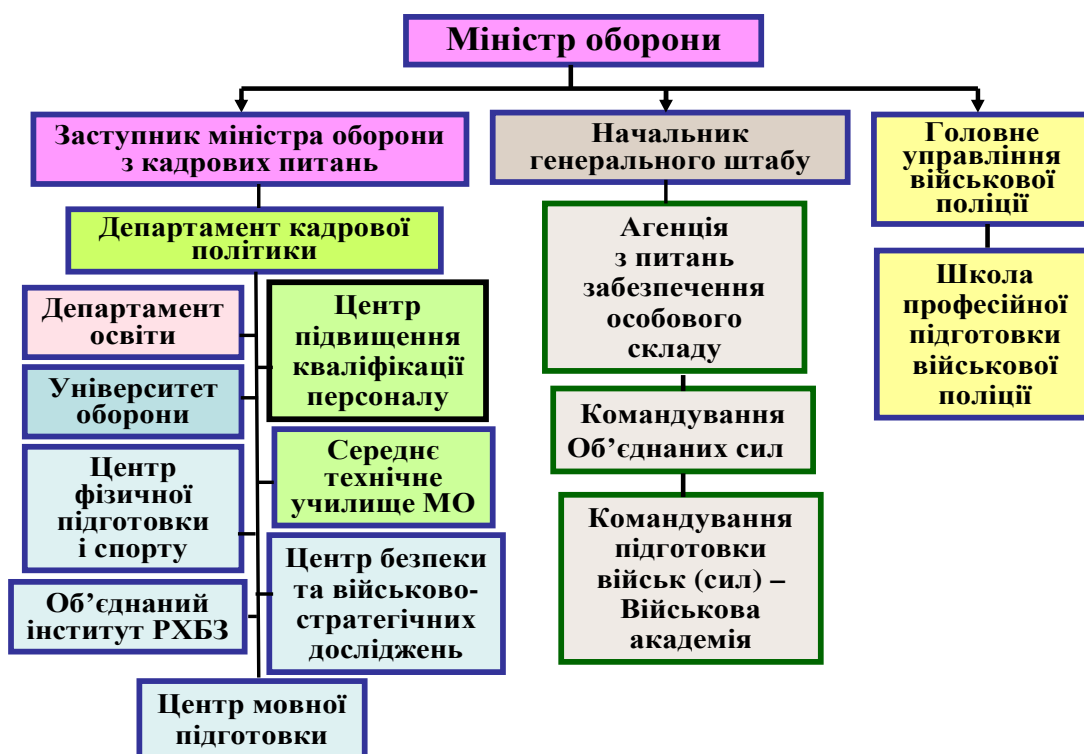 Міністр оборони
Заступник міністра оборони
з кадрових питань
Начальник
генерального штабу
Головне
управління
військової
поліції
Департамент кадрової
політики
Агенція
з питань
забезпечення
особового
складу
Школа
професійної
підготовки
військової
поліції
Департамент
освіти
Центр
підвищення
кваліфікації
персоналу
Університет
оборони
Командування
Об’єднаних сил
Центр
фізичної
підготовки
і спорту
Середнє
технічне
училище МО
Командування
підготовки
військ (сил) –
Військова
академія
Об’єднаний
інститут РХБЗ
Центр безпеки
та військово-
стратегічних
досліджень
Центр мовної
підготовки